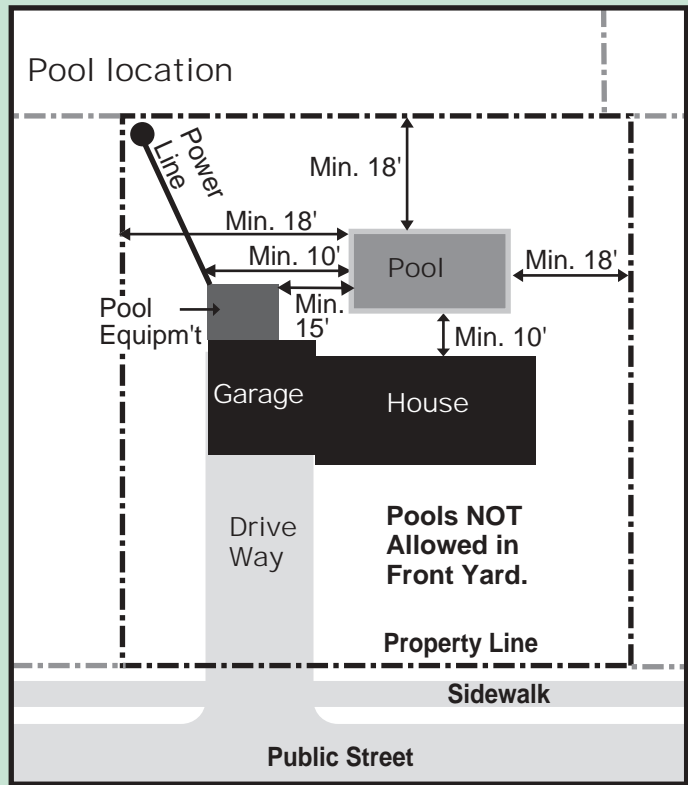 Pool location
Power
Line
Min. 18'
Min. 18'
Min. 10'
Pool
Min. 18'
Min.
15'
Pool
Equipm't
Min. 10'
Garage
House
Drive
Way
Pools NOT
Allowed in
Front Yard.
Property Line
Sidewalk
Public Street